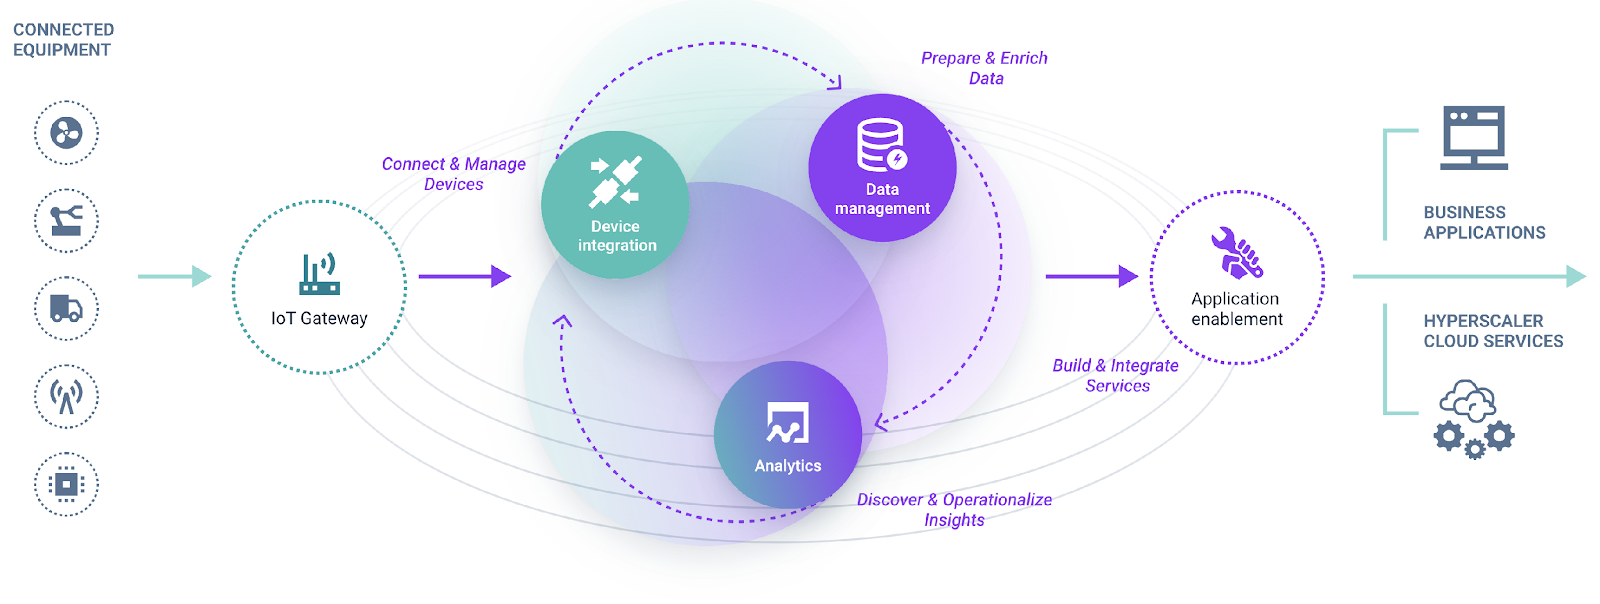 CONNECTED
EQUIPMENT
IoT Gateway
Connect & Manage
Devices
Device
integration
Prepare & Enrich
Data
Data
management
Analytics
Discover & Operationalize
Insights
Build & Integrate
Services
Application
enablement
BUSINESS
APPLICATIONS
HYPERSCALER
CLOUD SERVICES